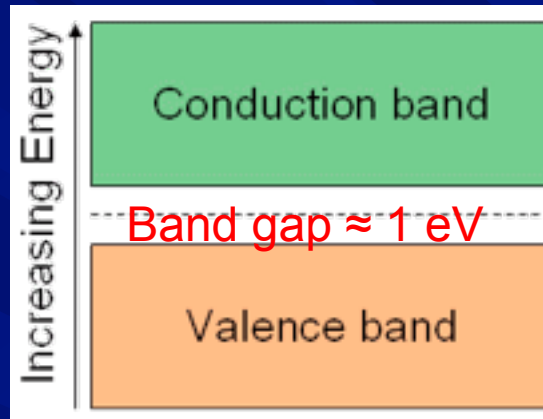 Increasing Energy
Conduction band
Band gap ≈ 1 eV
Valence band